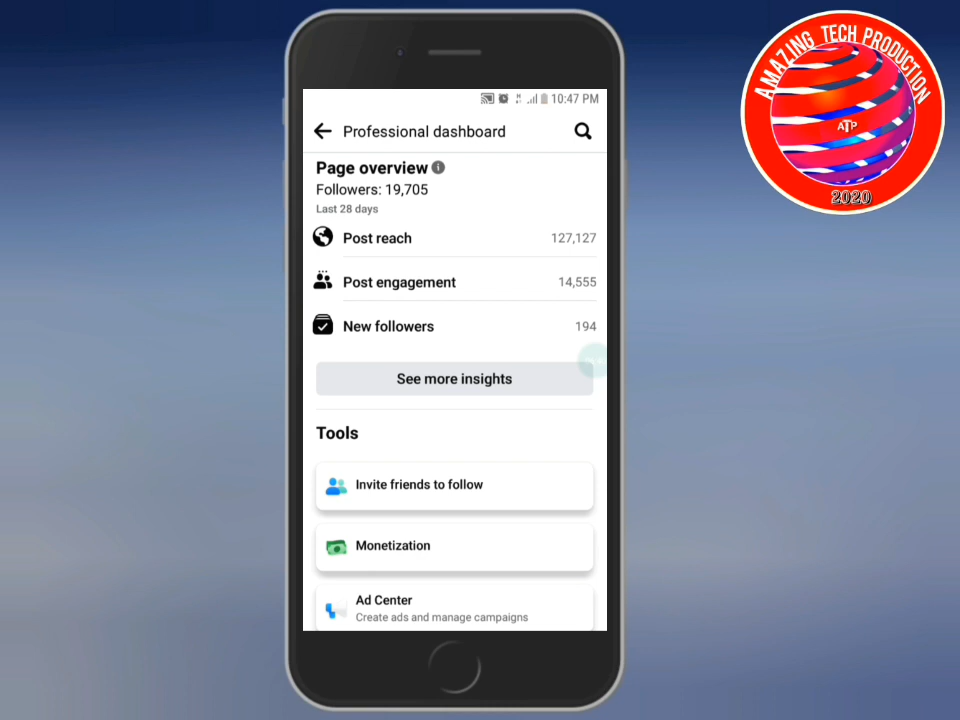 AMAZING TECH PRODUCTION
ATP
2020
10:47 PM
Professional dashboard
Page overview
Followers: 19,705
Last 28 days
Post reach 127,127
Post engagement 14,555
New followers 194
See more insights
Tools
Invite friends to follow
Monetization
Ad Center
Create ads and manage campaigns